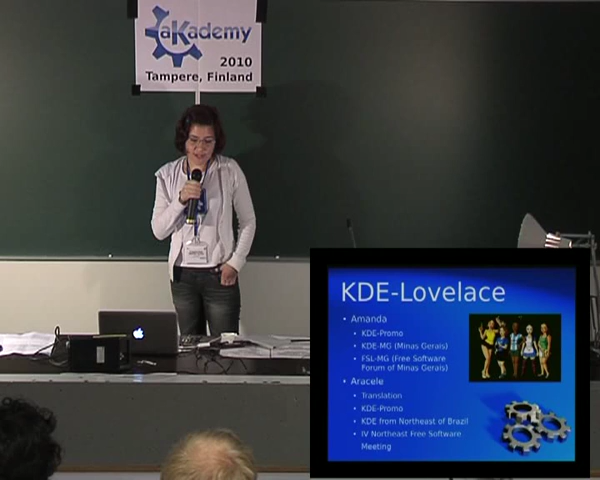 aKademy
2010
Tampere, Finland
KDE-Lovelace
• Amanda
• KDE-Promo
• KDE-MG (Minas Gerais)
• FSL-MG (Free Software
Forum of Minas Gerais)
• Aracele
• Translation
• KDE-Promo
• KDE from Northeast of Brazil
• IV Northeast Free Software
Meeting